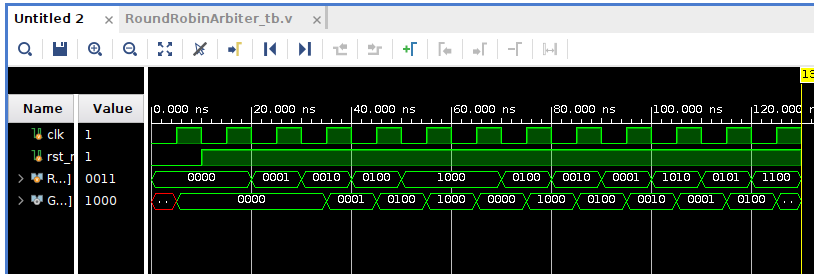 Untitled 2 × RoundRobinArbiter_tb.v ×
13
Name Value 0.000 ns 20.000 ns 40.000 ns 60.000 ns 80.000 ns 100.000 ns 120.000
clk 1
rst_r 1
R...] 0011 0000 0001 0010 0100 1000 0100 0010 0001 1010 0101 1100
G...] 1000 .. 0000 0001 0100 1000 0000 1000 0100 0010 0001 0100 ..